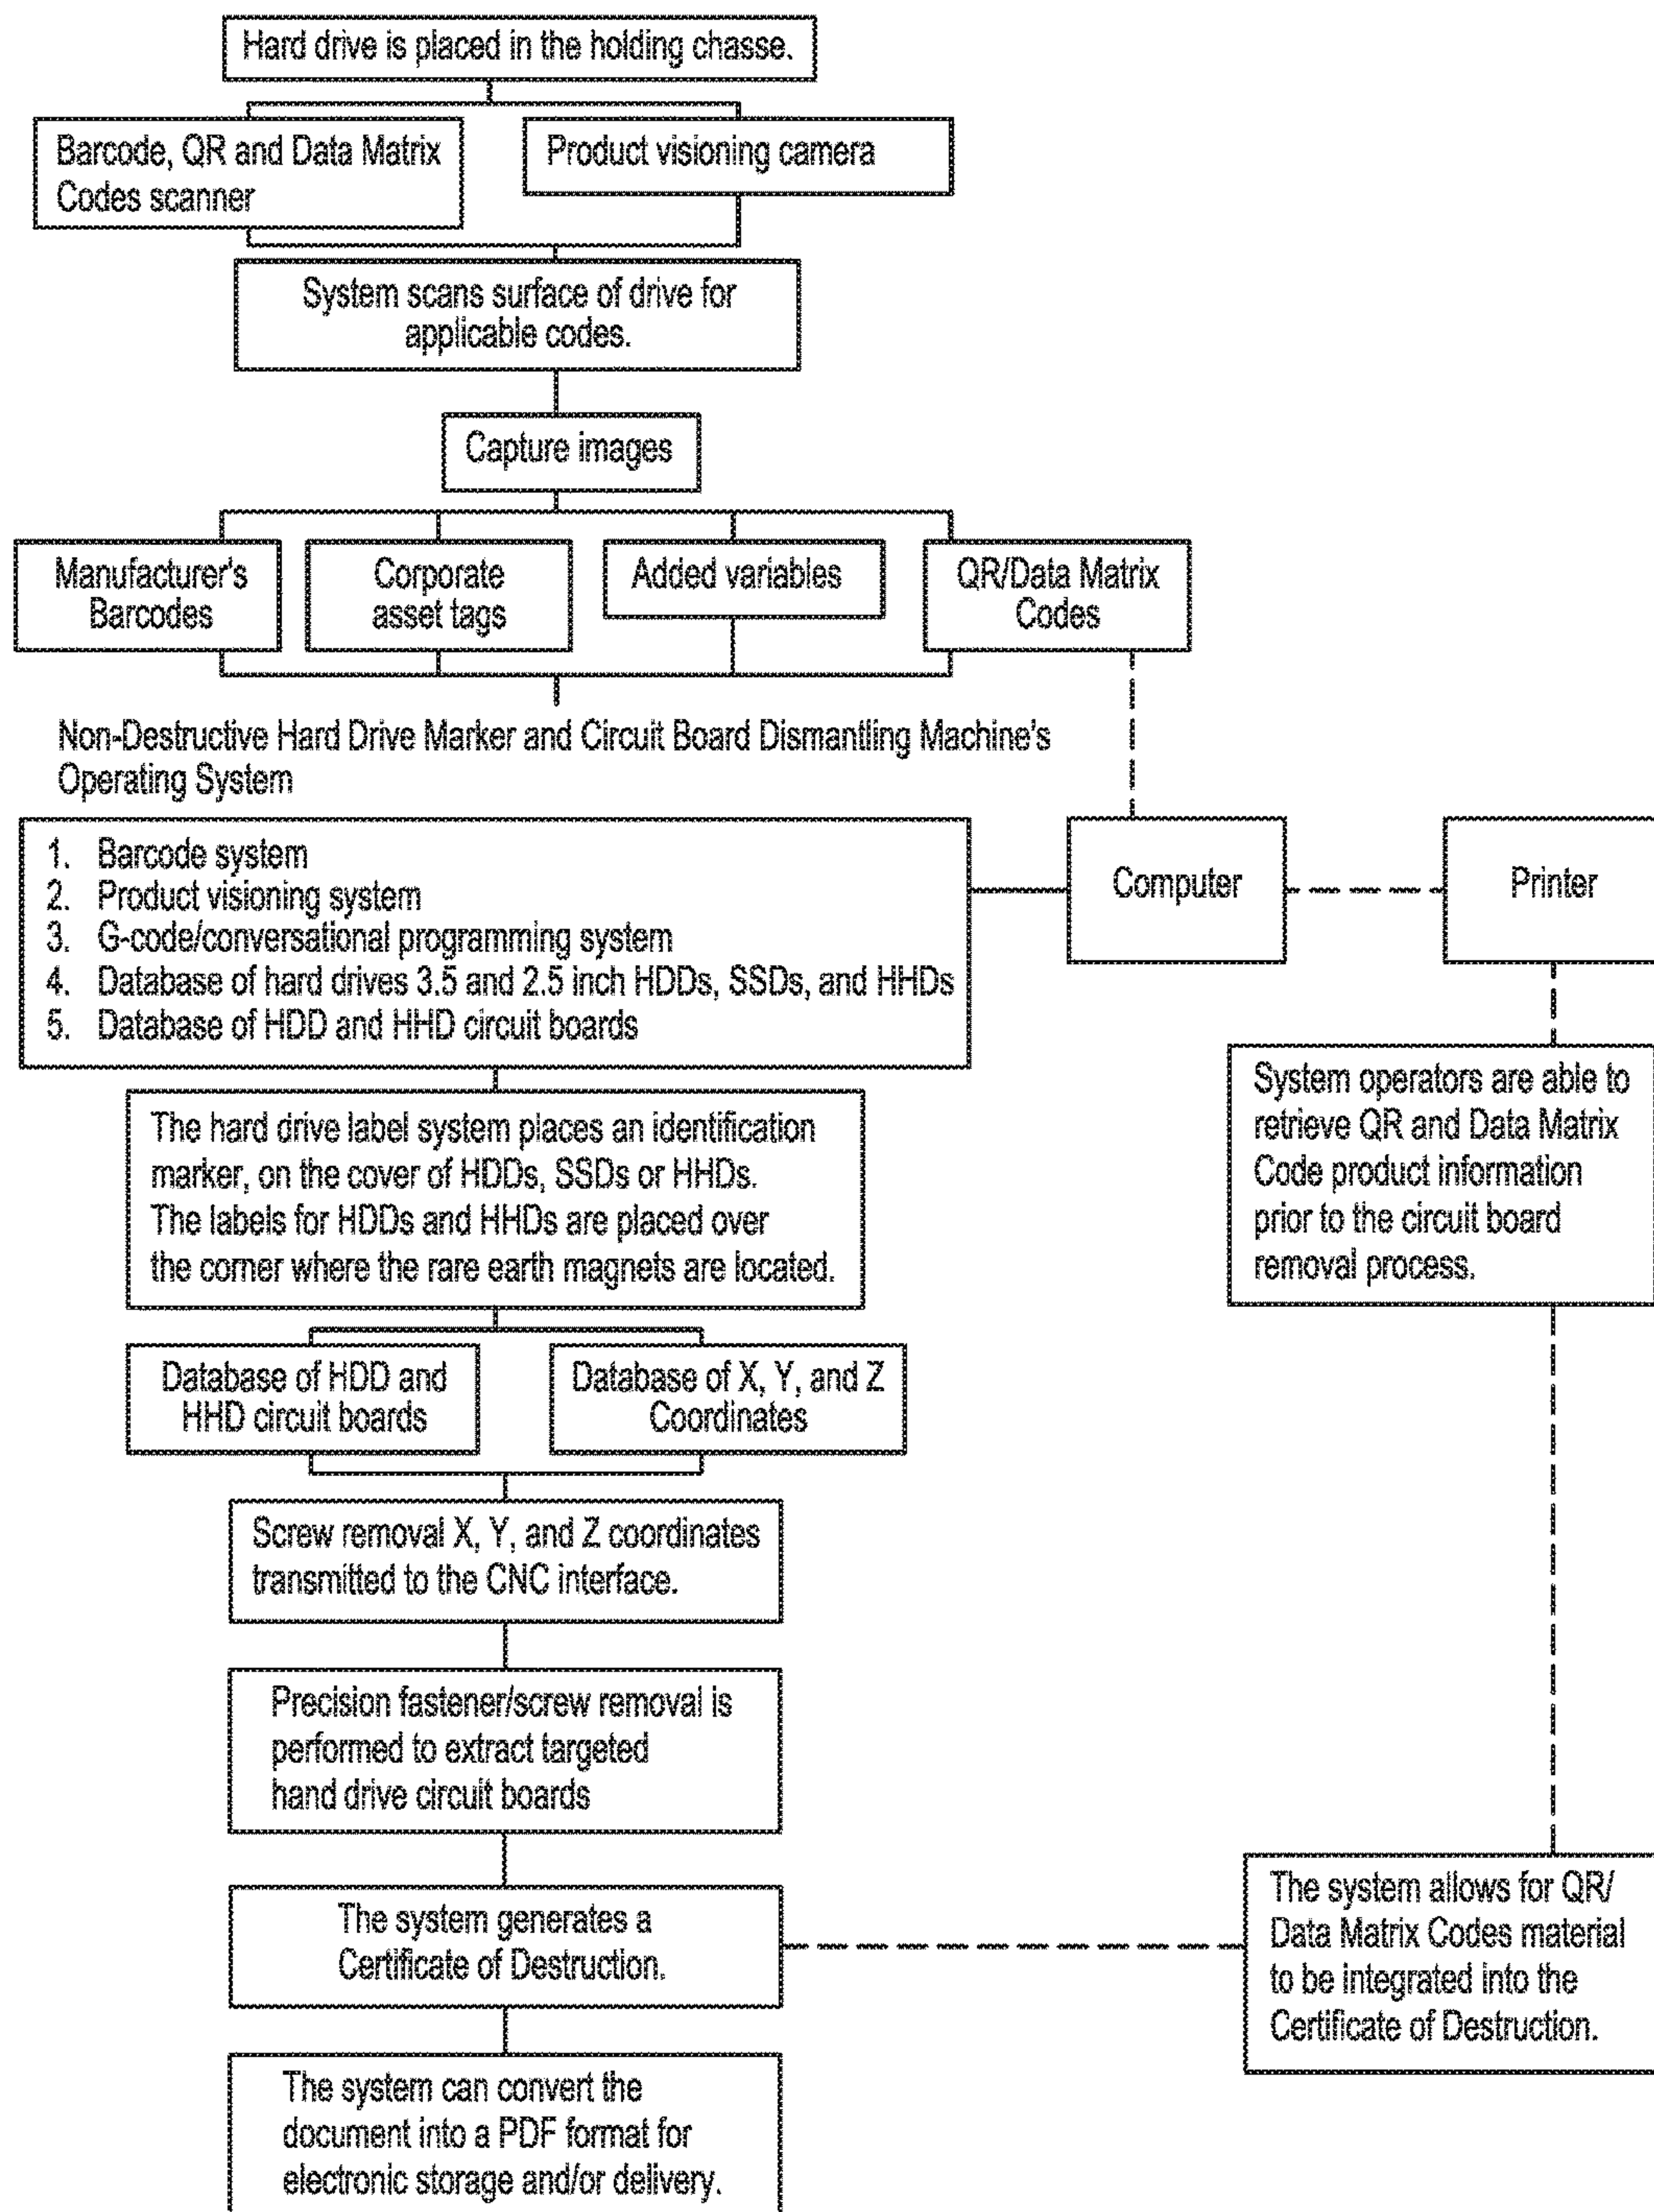 Hard drive is placed in the holding chasse.
Barcode, QR and Data Matrix
Codes scanner
Product visioning camera
System scans surface of drive for
applicable codes.
Capture images
Manufacturer's
Barcodes
Corporate
asset tags
Added variables
QR/Data Matrix
Codes
Non-Destructive Hard Drive Marker and Circuit Board Dismantling Machine's
Operating System
1. Barcode system
2. Product visioning system
3. G-code/conversational programming system
4. Database of hard drives 3.5 and 2.5 inch HDDs, SSDs, and HHDs
5. Database of HDD and HHD circuit boards
Computer
Printer
The hard drive label system places an identification
marker, on the cover of HDDs, SSDs or HHDs.
The labels for HDDs and HHDs are placed over
the corner where the rare earth magnets are located.
System operators are able to
retrieve QR and Data Matrix
Code product information
prior to the circuit board
removal process.
Database of HDD and
HHD circuit boards
Database of X, Y, and Z
Coordinates
Screw removal X, Y, and Z coordinates
transmitted to the CNC interface.
Precision fastener/screw removal is
performed to extract targeted
hand drive circuit boards
The system generates a
Certificate of Destruction.
The system allows for QR/
Data Matrix Codes material
to be integrated into the
Certificate of Destruction.
The system can convert the
document into a PDF format for
electronic storage and/or delivery.